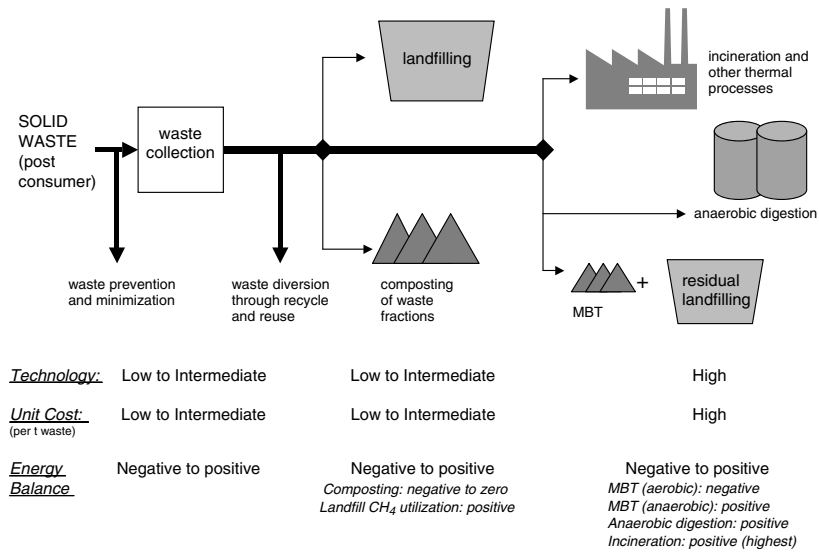 landfilling
incineration and
other thermal
processes
SOLID
WASTE
(post
consumer)
waste
collection
anaerobic digestion
waste prevention
and minimization
waste diversion
through recycle
and reuse
composting
of waste
fractions
MBT
+
residual
landfilling
Technology: Low to Intermediate Low to Intermediate High
Unit Cost: Low to Intermediate Low to Intermediate High
(per t waste)
Energy Negative to positive Negative to positive Negative to positive
Balance Composting: negative to zero MBT (aerobic): negative
Landfill CH4 utilization: positive MBT (anaerobic): positive
Anaerobic digestion: positive
Incineration: positive (highest)